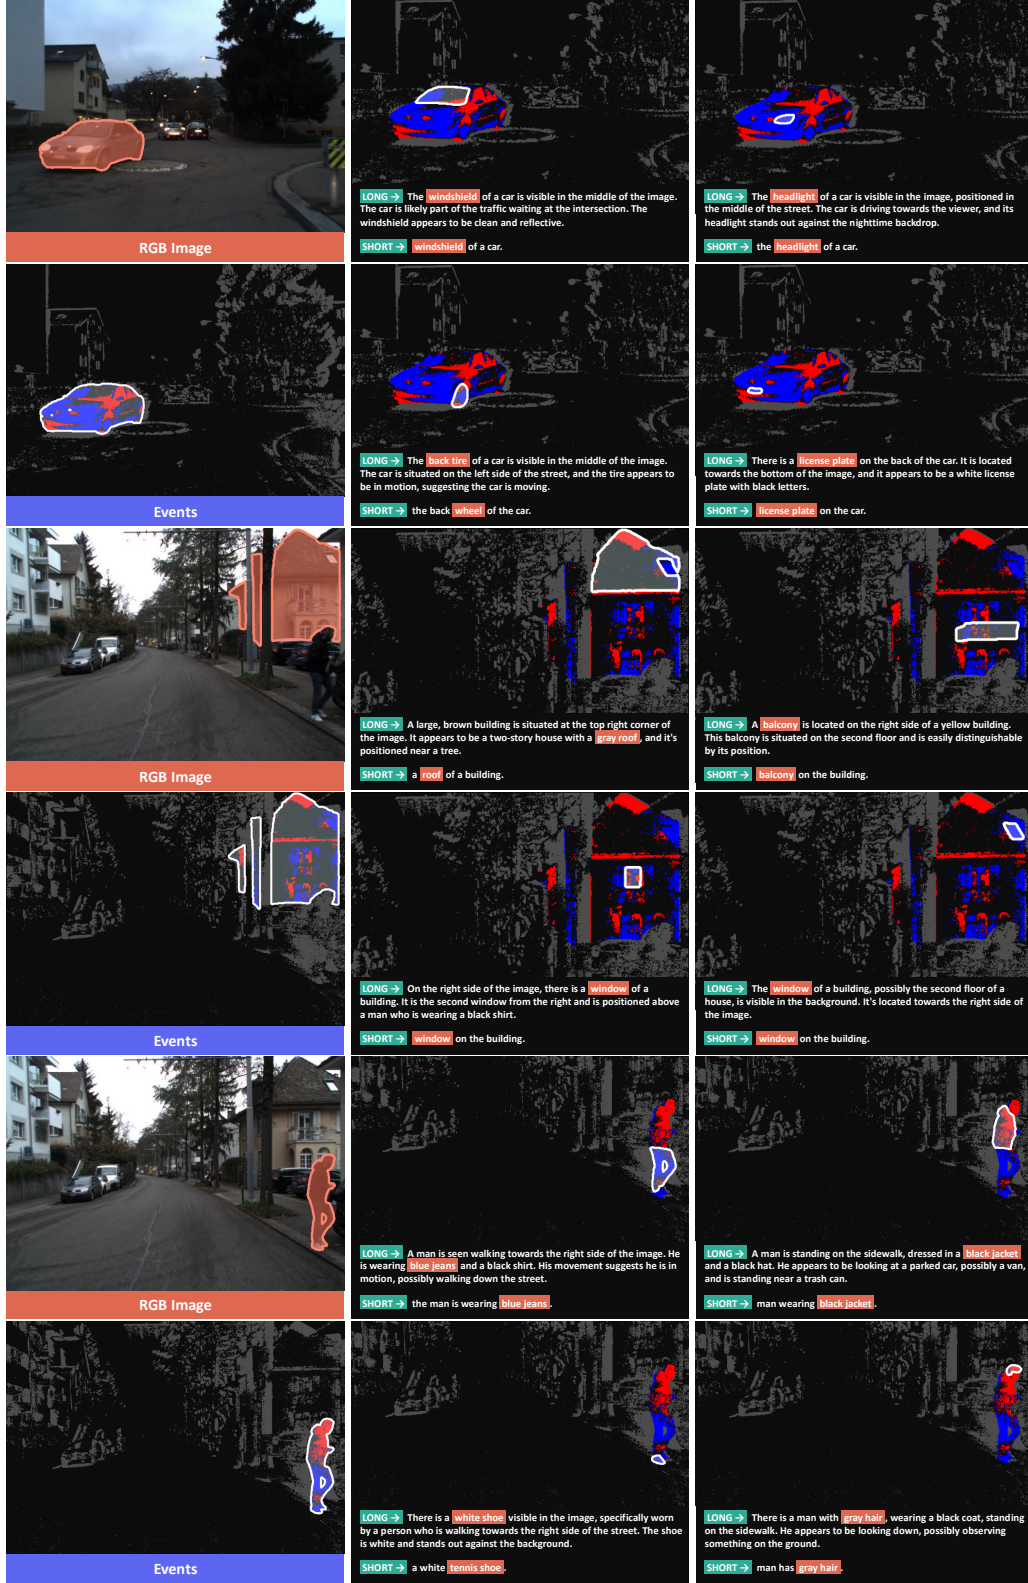 LONG → The windshield of a car is visible in the middle of the image.
The car is likely part of the traffic waiting at the intersection. The
windshield appears to be clean and reflective.
SHORT → windshield of a car.
LONG → The headlight of a car is visible in the image, positioned in
the middle of the street. The car is driving towards the viewer, and its
headlight stands out against the nighttime backdrop.
SHORT → the headlight of a car.
RGB Image
LONG → The back tire of a car is visible in the middle of the image.
The car is situated on the left side of the street, and the tire appears to
be in motion, suggesting the car is moving.
SHORT → the back wheel of the car.
LONG → There is a license plate on the back of the car. It is located
towards the bottom of the image, and it appears to be a white license
plate with black letters.
SHORT → license plate on the car.
Events
LONG → A large, brown building is situated at the top right corner of
the image. It appears to be a two-story house with a gray roof, and it's
positioned near a tree.
SHORT → a roof of a building.
LONG → A balcony is located on the right side of a yellow building.
This balcony is situated on the second floor and is easily distinguishable
by its position.
SHORT → balcony on the building.
RGB Image
LONG → On the right side of the image, there is a window of a
building. It is the second window from the right and is positioned above
a man who is wearing a black shirt.
SHORT → window on the building.
LONG → The window of a building, possibly the second floor of a
house, is visible in the background. It's located towards the right side of
the image.
SHORT → window on the building.
Events
LONG → A man is seen walking towards the right side of the image. He
is wearing blue jeans and a black shirt. His movement suggests he is in
motion, possibly walking down the street.
SHORT → the man is wearing blue jeans.
LONG → A man is standing on the sidewalk, dressed in a black jacket
and a black hat. He appears to be looking at a parked car, possibly a van,
and is standing near a trash can.
SHORT → man wearing black jacket.
RGB Image
LONG → There is a white shoe visible in the image, specifically worn
by a person who is walking towards the right side of the street. The shoe
is white and stands out against the background.
SHORT → a white tennis shoe.
LONG → There is a man with gray hair, wearing a black coat, standing
on the sidewalk. He appears to be looking down, possibly observing
something on the ground.
SHORT → man has gray hair.
Events